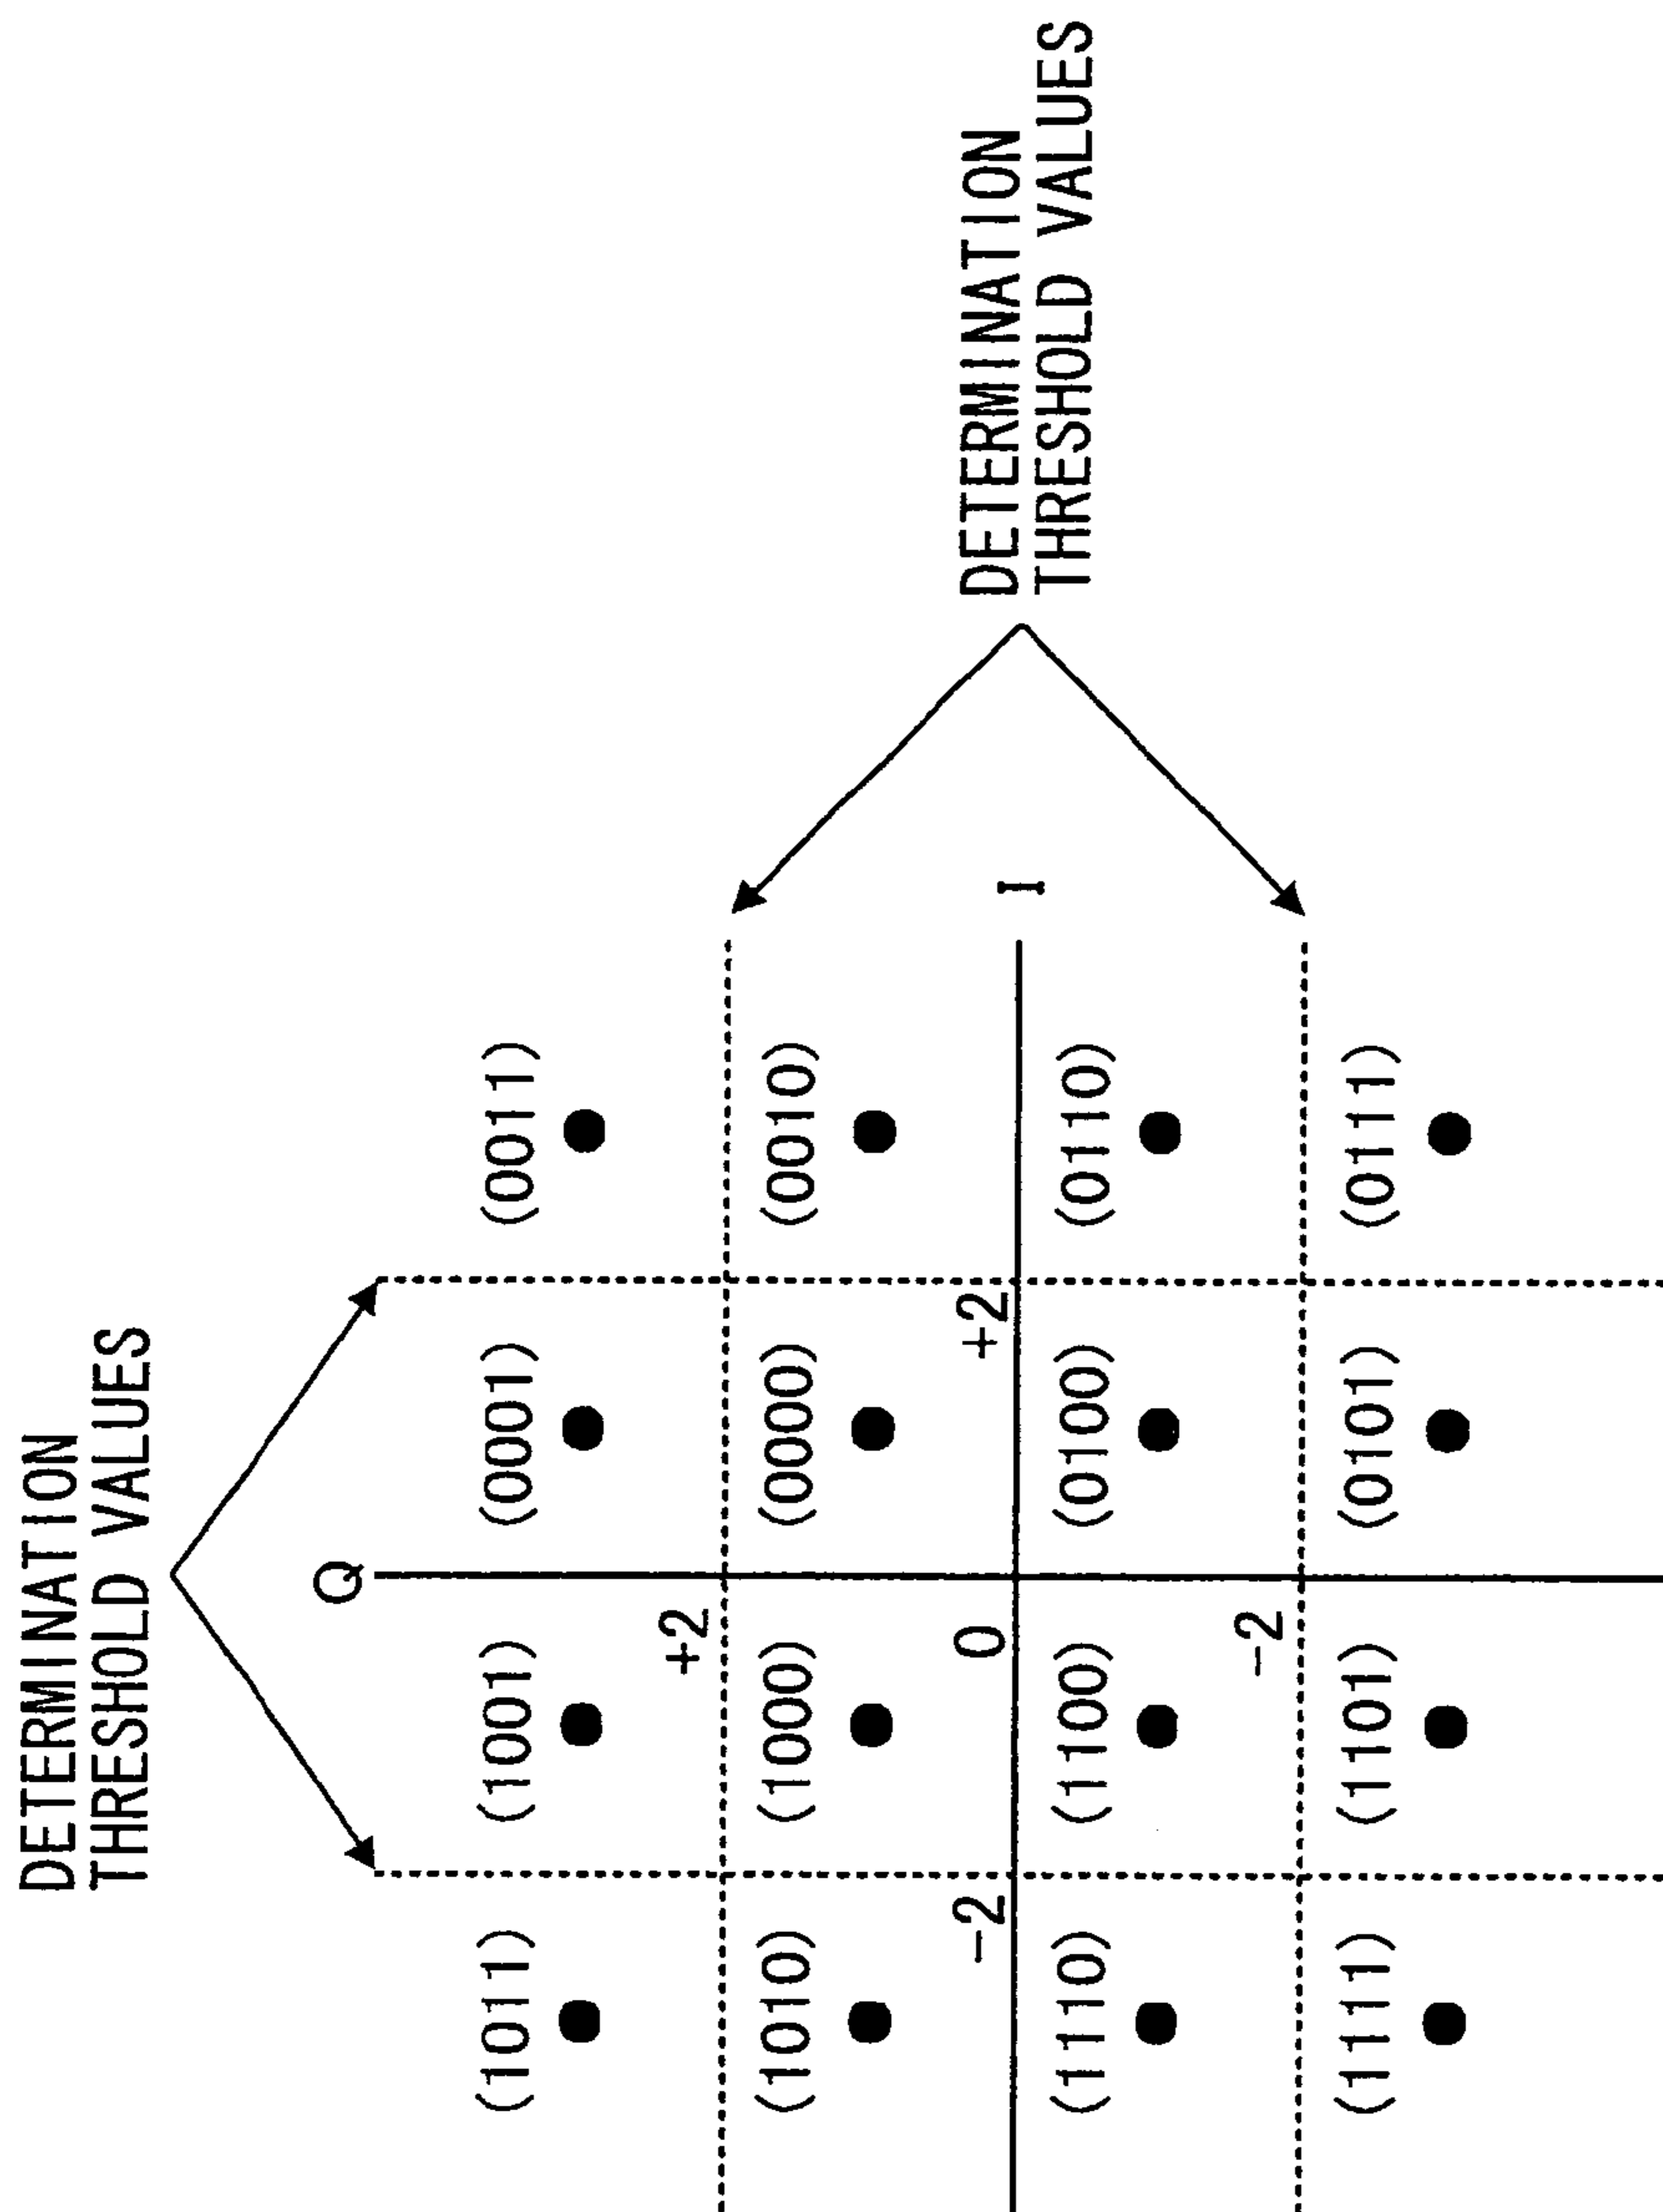 DETERMINATION
THRESHOLD VALUES
Q
(1011) (1001) (0001) (0011)
+2
(1010) (1000) (0000) (0010)
−2 0 +2
I
DETERMINATION
THRESHOLD VALUES
(1110) (1100) (0100) (0110)
−2
(1111) (1101) (0101) (0111)